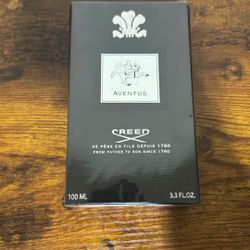 AVENTUS
CREED
DE PÈRE EN FILS DEPUIS 1760
FROM FATHER TO SON SINCE 1760
100 ML 3.3 FL.OZ.